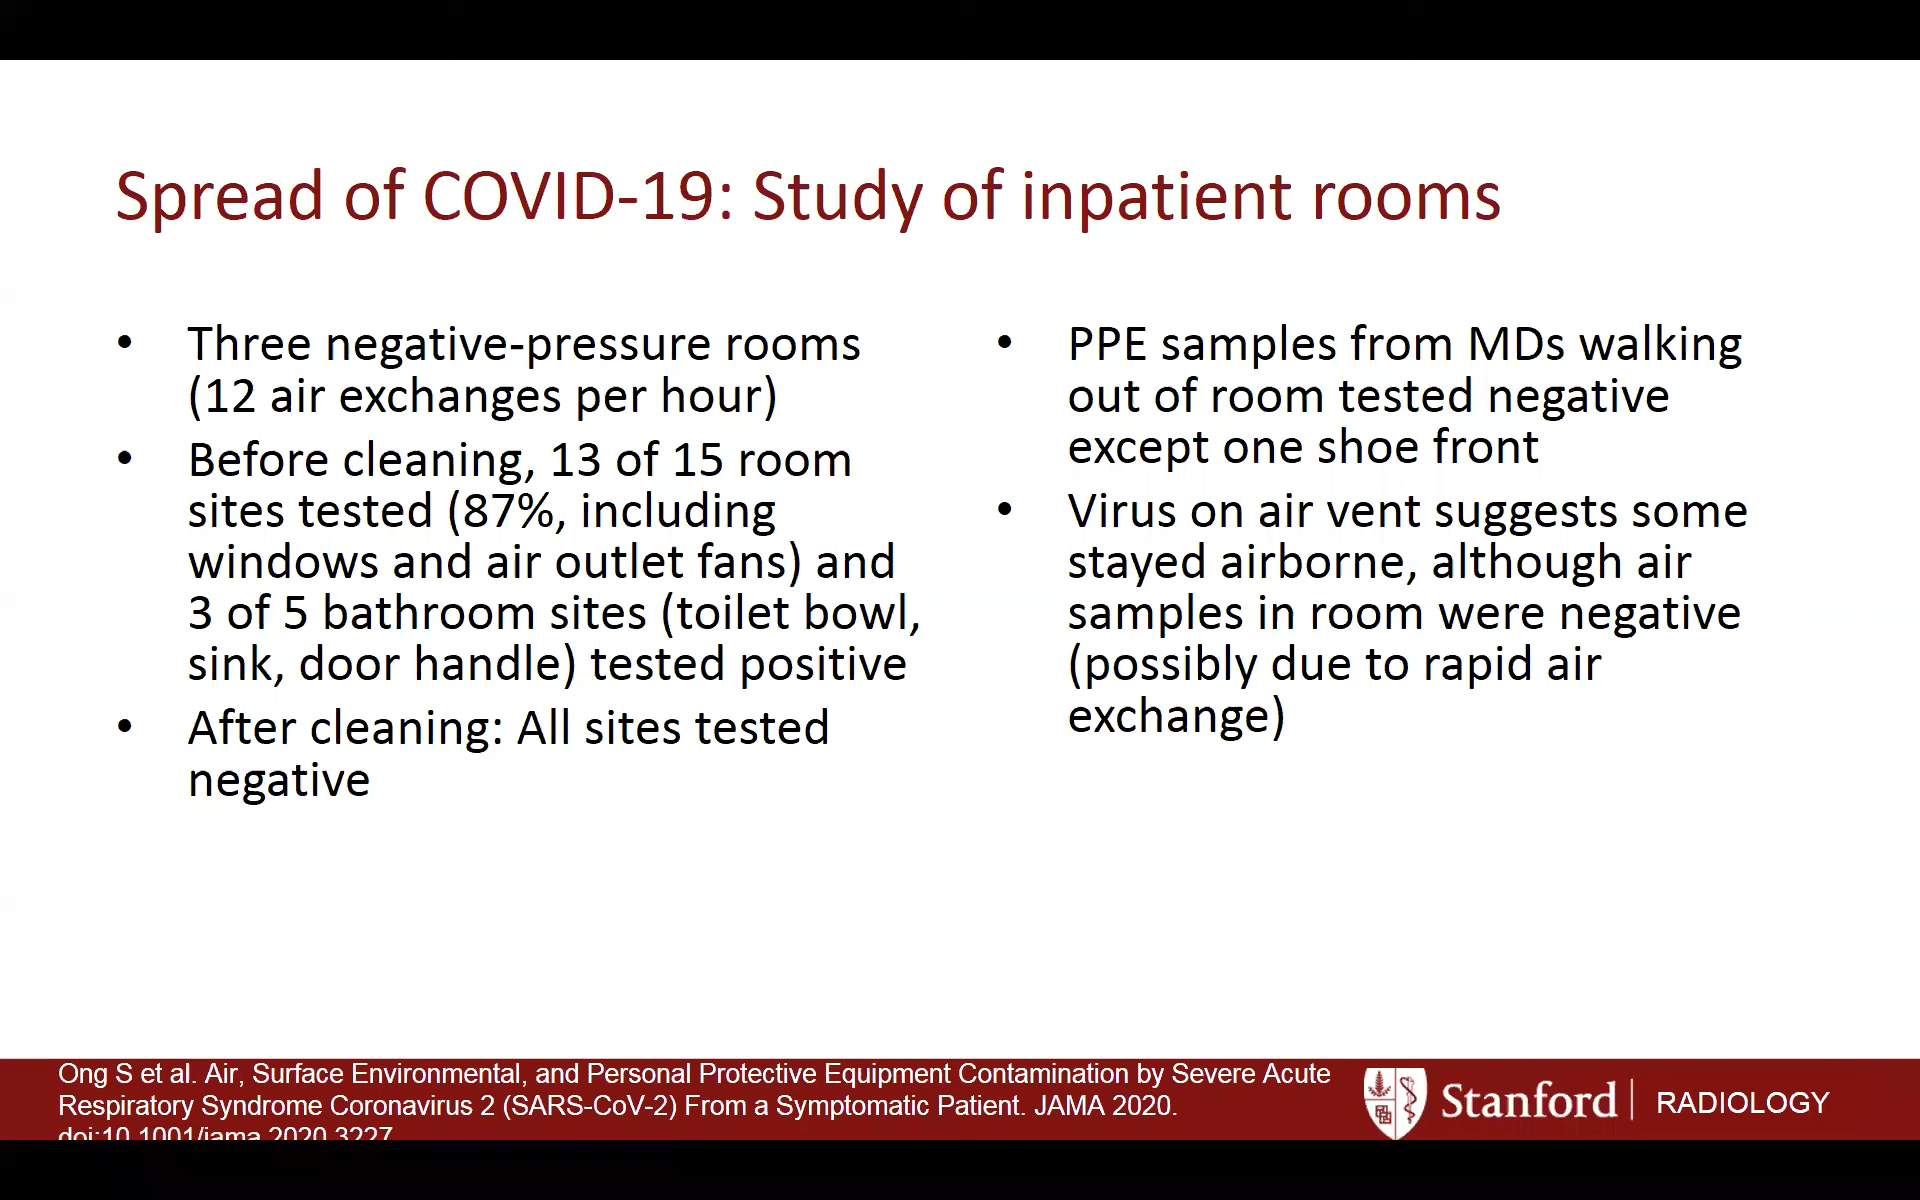 Spread of COVID-19: Study of inpatient rooms
• Three negative-pressure rooms
(12 air exchanges per hour)
• Before cleaning, 13 of 15 room
sites tested (87%, including
windows and air outlet fans) and
3 of 5 bathroom sites (toilet bowl,
sink, door handle) tested positive
• After cleaning: All sites tested
negative
• PPE samples from MDs walking
out of room tested negative
except one shoe front
• Virus on air vent suggests some
stayed airborne, although air
samples in room were negative
(possibly due to rapid air
exchange)
Ong S et al. Air, Surface Environmental, and Personal Protective Equipment Contamination by Severe Acute
Respiratory Syndrome Coronavirus 2 (SARS-CoV-2) From a Symptomatic Patient. JAMA 2020.
doi:10.1001/jama.2020.3227
Stanford | RADIOLOGY